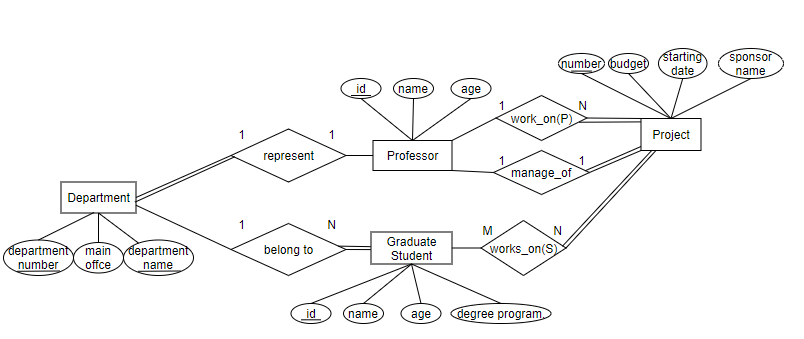 number
budget
starting
date
sponsor
name
id
name
age
1
N
work_on(P)
Project
1
1
represent
Professor
1
1
manage_of
Department
1
N
M
N
department
number
main
offce
department
name
belong to
Graduate
Student
works_on(S)
id
name
age
degree program